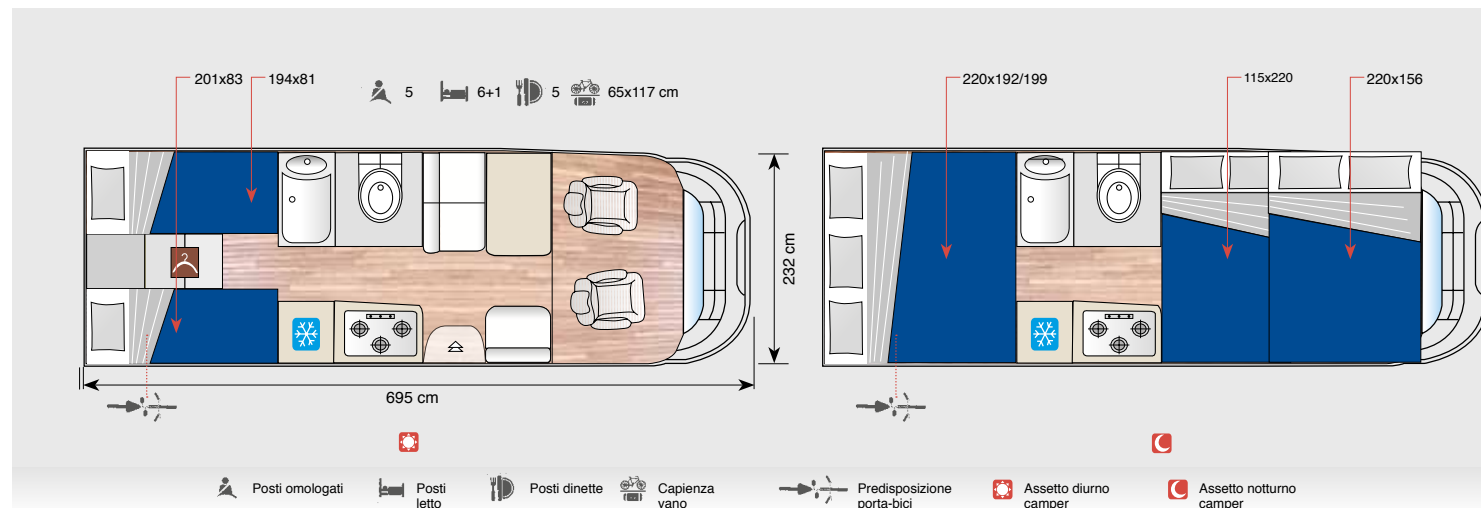 201x83
194x81
5
6+1
5
65x117 cm
220x192/199
115x220
220x156
232 cm
695 cm
Posti omologati
Posti
letto
Posti dinette
Capienza
vano
Predisposizione
porta-bici
Assetto diurno
camper
Assetto notturno
camper